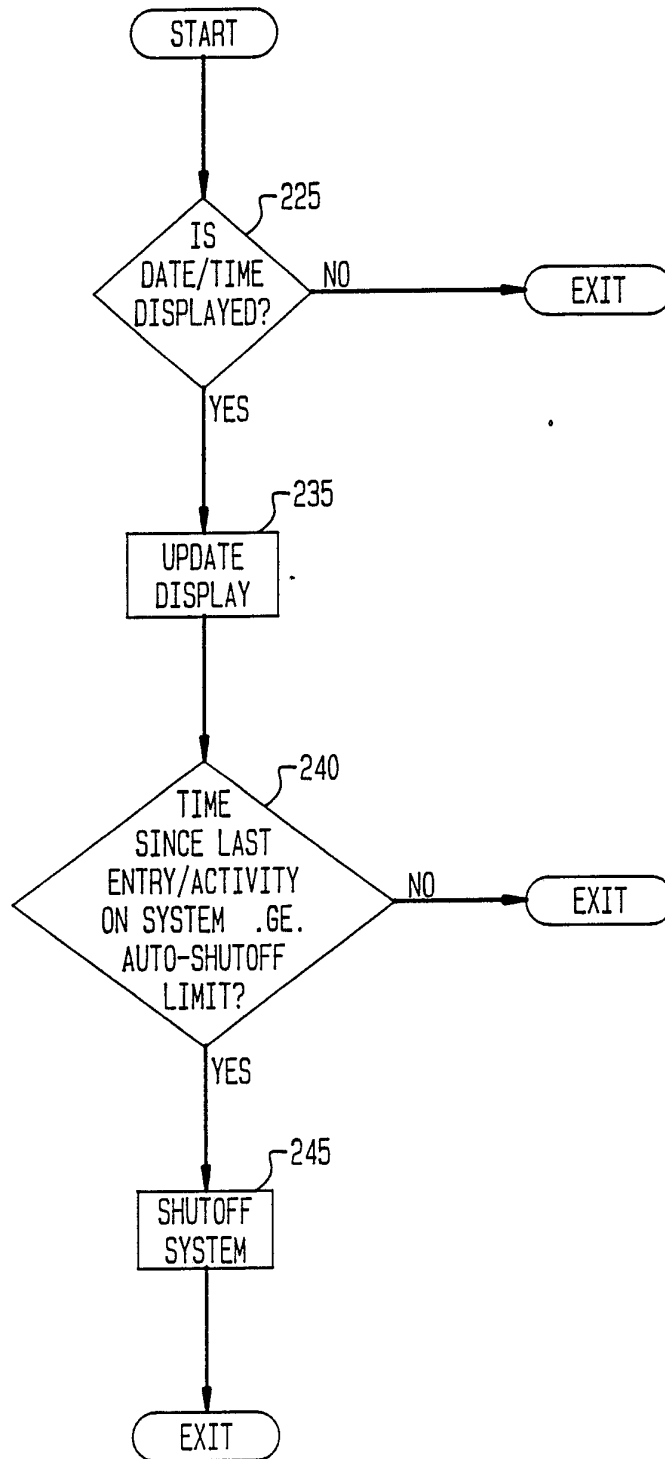 START
225
IS
DATE/TIME
DISPLAYED?
NO
EXIT
YES
235
UPDATE
DISPLAY
240
TIME
SINCE LAST
ENTRY/ACTIVITY
ON SYSTEM .GE.
AUTO-SHUTOFF
LIMIT?
NO
EXIT
YES
245
SHUTOFF
SYSTEM
EXIT